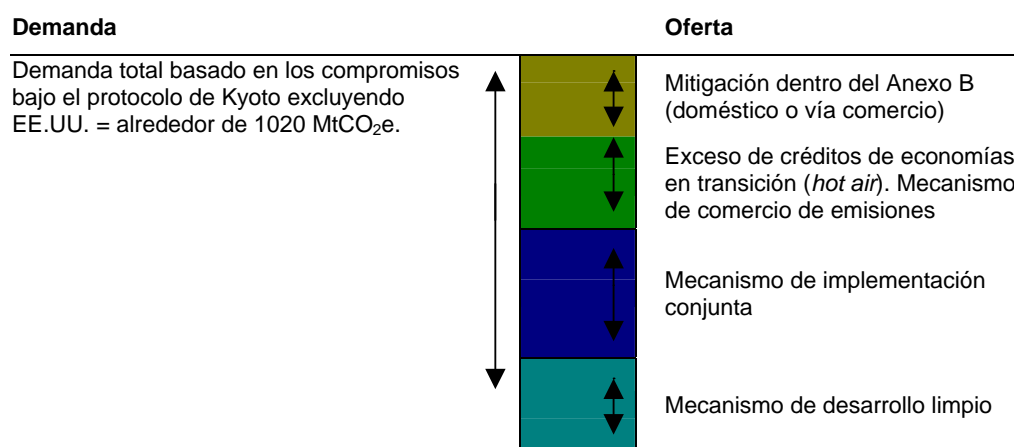 Demanda
Oferta
Demanda total basado en los compromisos
bajo el protocolo de Kyoto excluyendo
EE.UU. = alrededor de 1020 MtCO₂e.
Mitigación dentro del Anexo B
(doméstico o vía comercio)
Exceso de créditos de economías
en transición (hot air). Mecanismo
de comercio de emisiones
Mecanismo de implementación
conjunta
Mecanismo de desarrollo limpio